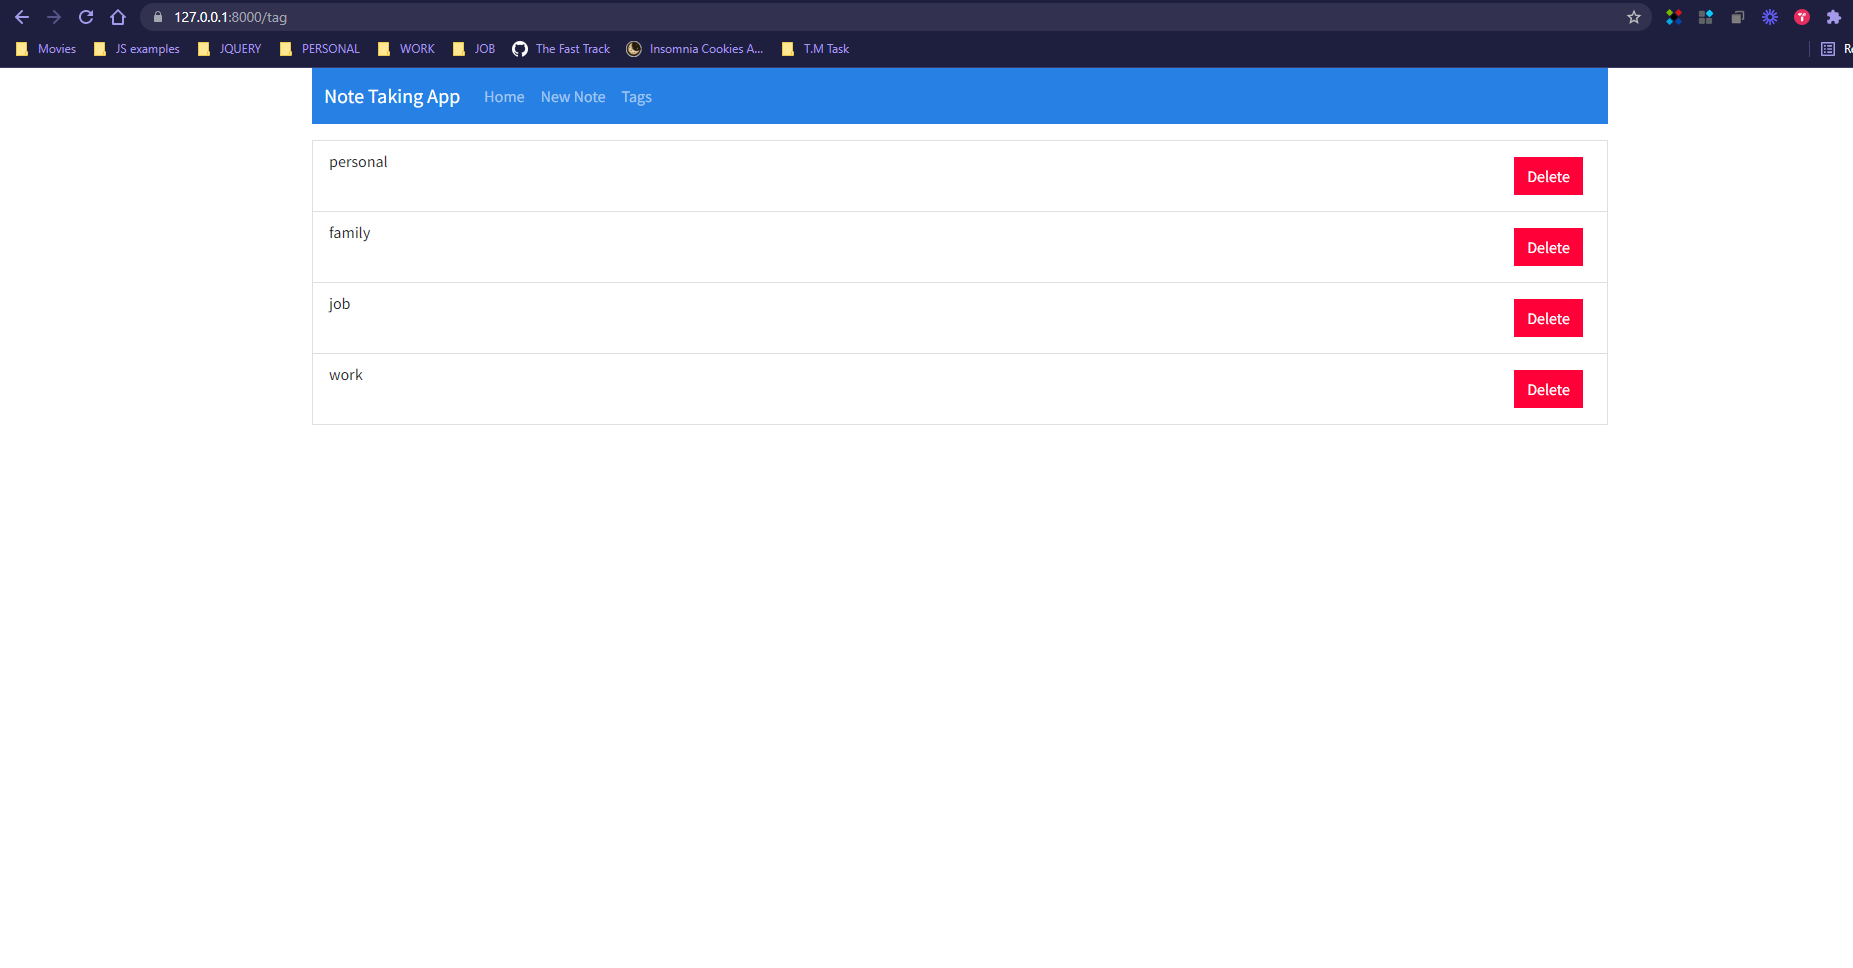 127.0.0.1:8000/tag
Movies JS examples JQUERY PERSONAL WORK JOB The Fast Track Insomnia Cookies A... T.M Task
Note Taking App Home New Note Tags
personal Delete
family Delete
job Delete
work Delete